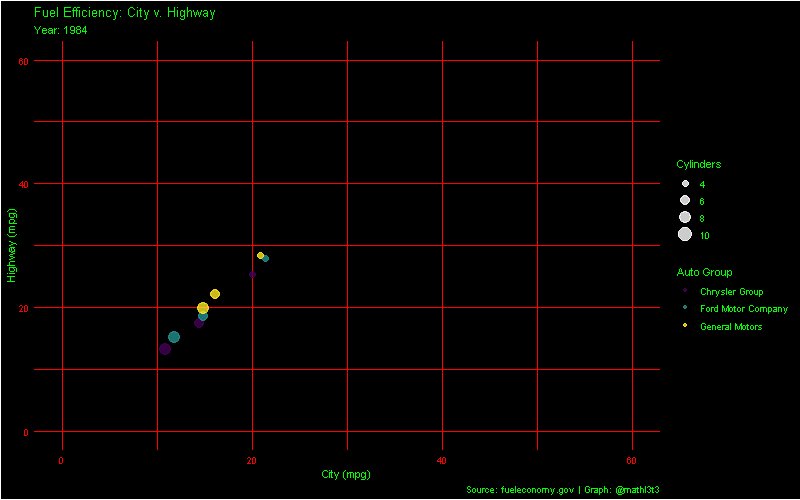 Fuel Efficiency: City v. Highway
Year: 1984
60
40
20
0
Highway (mpg)
0
20
40
60
City (mpg)
Cylinders
4
6
8
10
Auto Group
Chrysler Group
Ford Motor Company
General Motors
Source: fueleconomy.gov | Graph: @mathl3t3